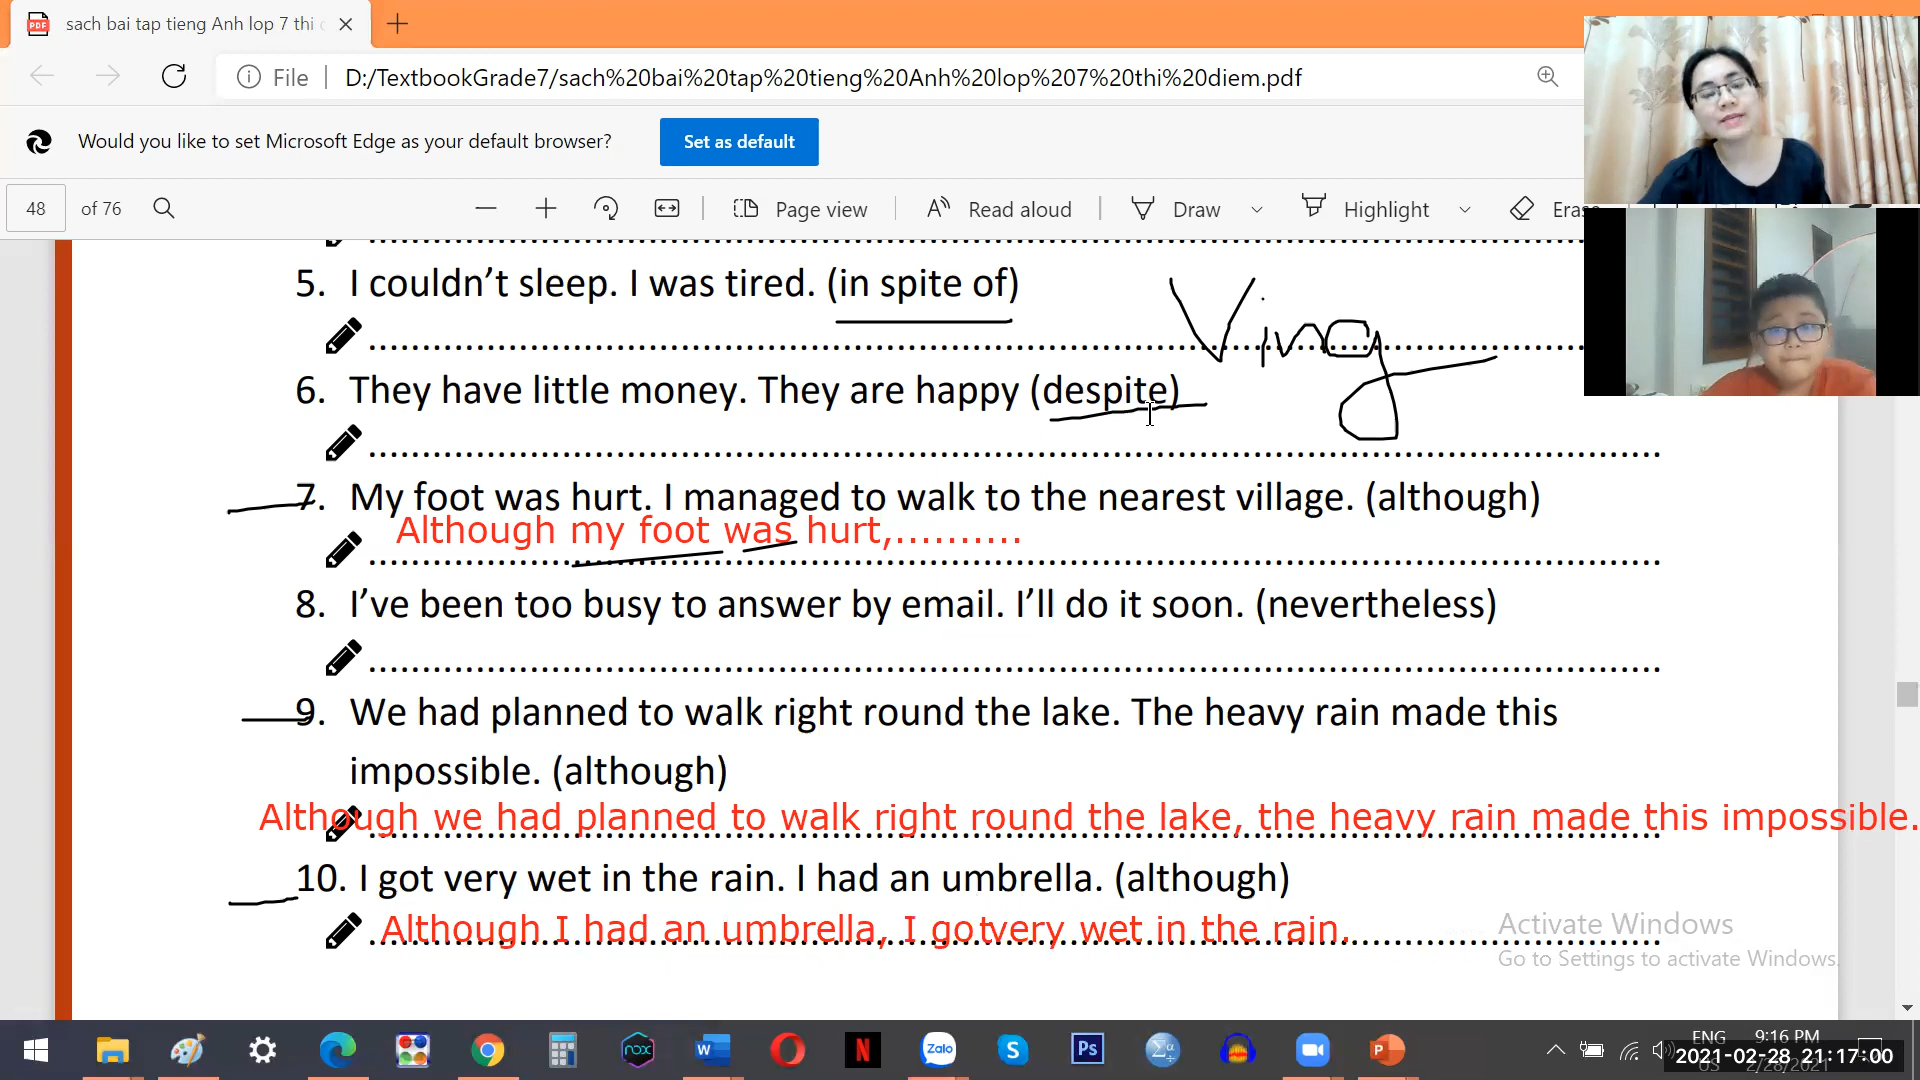 sach bai tap tieng Anh lop 7 thi
File
D:/TextbookGrade7/sach%20bai%20tap%20tieng%20Anh%20lop%207%20thi%20diem.pdf
Would you like to set Microsoft Edge as your default browser?
Set as default
48 of 76
Page view
Read aloud
Draw
Highlight
Erase
5. I couldn't sleep. I was tired. (in spite of)
Ving
6. They have little money. They are happy (despite)
7. My foot was hurt. I managed to walk to the nearest village. (although)
Although my foot was hurt,..........
8. I've been too busy to answer by email. I'll do it soon. (nevertheless)
9. We had planned to walk right round the lake. The heavy rain made this
impossible. (although)
Although we had planned to walk right round the lake, the heavy rain made this impossible.
10. I got very wet in the rain. I had an umbrella. (although)
Although I had an umbrella, I got very wet in the rain.
Activate Windows
Go to Settings to activate Windows.
ENG
9:16 PM
US
2/28/2021
2021-02-28 21:17:00